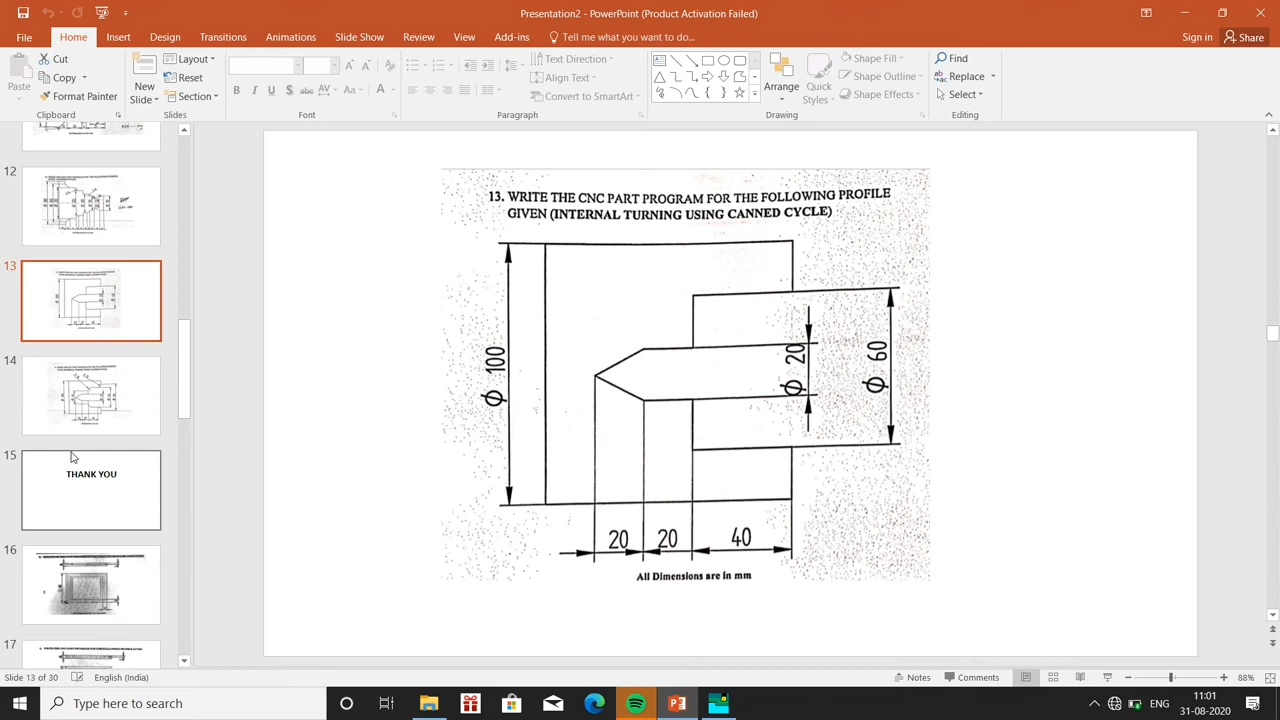 Presentation2 - PowerPoint (Product Activation Failed)
File Home Insert Design Transitions Animations Slide Show Review View Add-ins Tell me what you want to do... Sign in Share
Paste
Cut
Copy
Format Painter
Clipboard
New
Slide
Layout
Reset
Section
Slides
B I U S abc AV Aa A
Font
Text Direction
Align Text
Convert to SmartArt
Paragraph
Arrange
Quick
Styles
Shape Fill
Shape Outline
Shape Effects
Drawing
Find
Replace
Select
Editing
12
13
14
15
THANK YOU
16
17
13. WRITE THE CNC PART PROGRAM FOR THE FOLLOWING PROFILE
GIVEN (INTERNAL TURNING USING CANNED CYCLE)
ϕ 100
ϕ 20
ϕ 60
20 20 40
All Dimensions are in mm
Slide 13 of 30 English (India) Notes Comments 88%
Type here to search ENG 11:01
31-08-2020